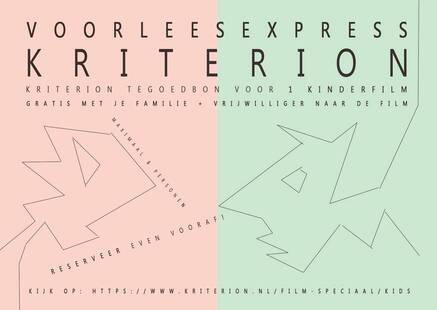 VOORLEESEXPRESS
KRITERION
KRITERION TEGOEDBON VOOR 1 KINDERFILM
GRATIS MET JE FAMILIE + VRIJWILLIGER NAAR DE FILM
MAXIMAAL 8 PERSONEN
RESERVEER EVEN VOORAF!
KIJK OP: HTTPS://WWW.KRITERION.NL/FILM-SPECIAAL/KIDS